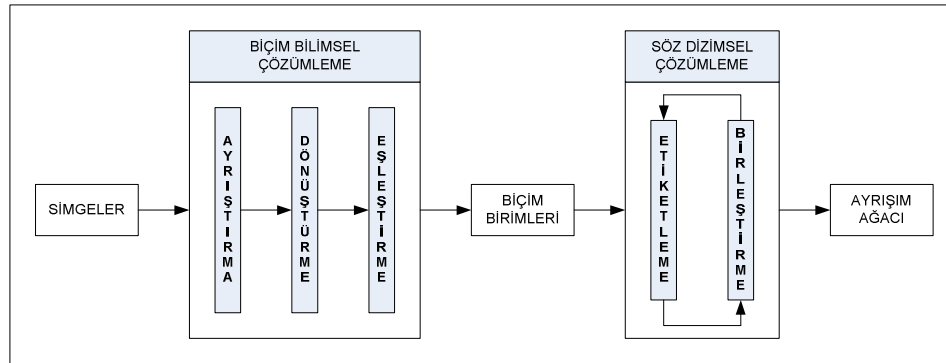 BİÇİM BİLİMSEL
ÇÖZÜMLEME
SÖZ DİZİMSEL
ÇÖZÜMLEME
SİMGELER
AYRIŞTIRMA
DÖNÜŞTÜRME
EŞLEŞTİRME
BİÇİM
BİRİMLERİ
ETİKETLEME
BİRLEŞTİRME
AYRIŞIM
AĞACI